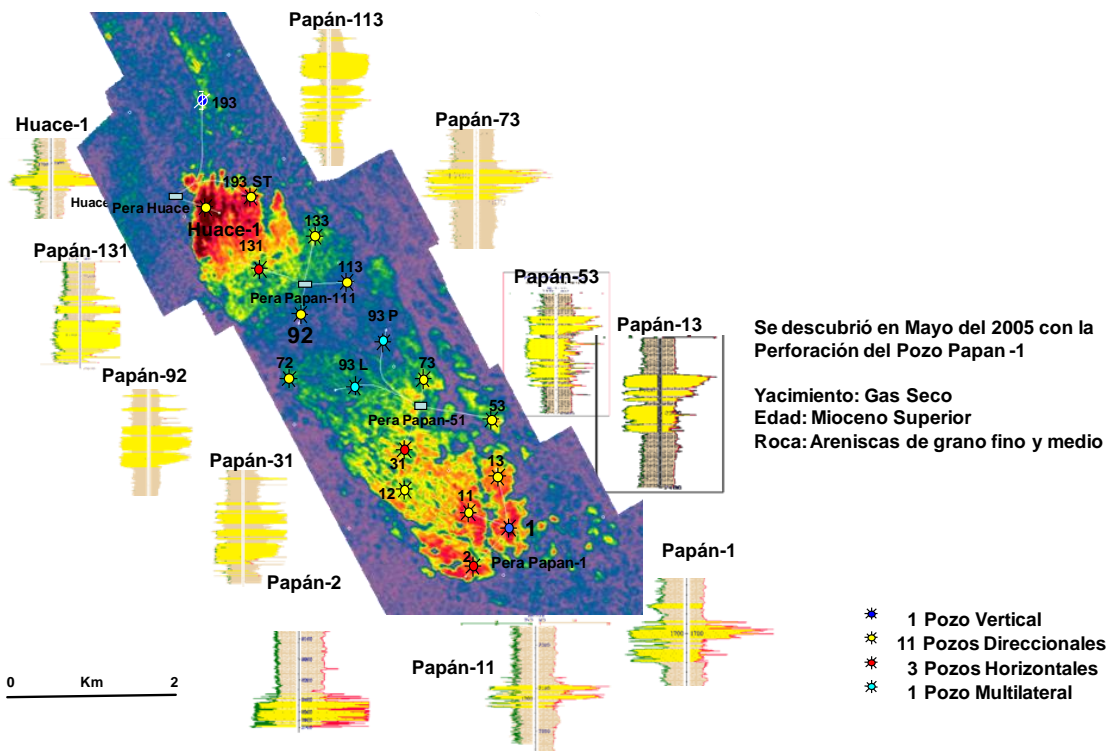 Papán-113
193
Huace-1
Papán-73
193 ST
Huace
Pera Huace
Huace-1
133
131
Papán-131
113
Papán-53
Pera Papan-111
93 P
Papán-13
92
Se descubrió en Mayo del 2005 con la
Perforación del Pozo Papan -1
72
93 L
73
Papán-92
Yacimiento: Gas Seco
53
Edad: Mioceno Superior
Pera Papan-51
Roca: Areniscas de grano fino y medio
31
Papán-31
13
12
11
1
Papán-1
2
Pera Papan-1
Papán-2
1700
1700
1 Pozo Vertical
11 Pozos Direccionales
Papán-11
3 Pozos Horizontales
0
Km
2
1 Pozo Multilateral